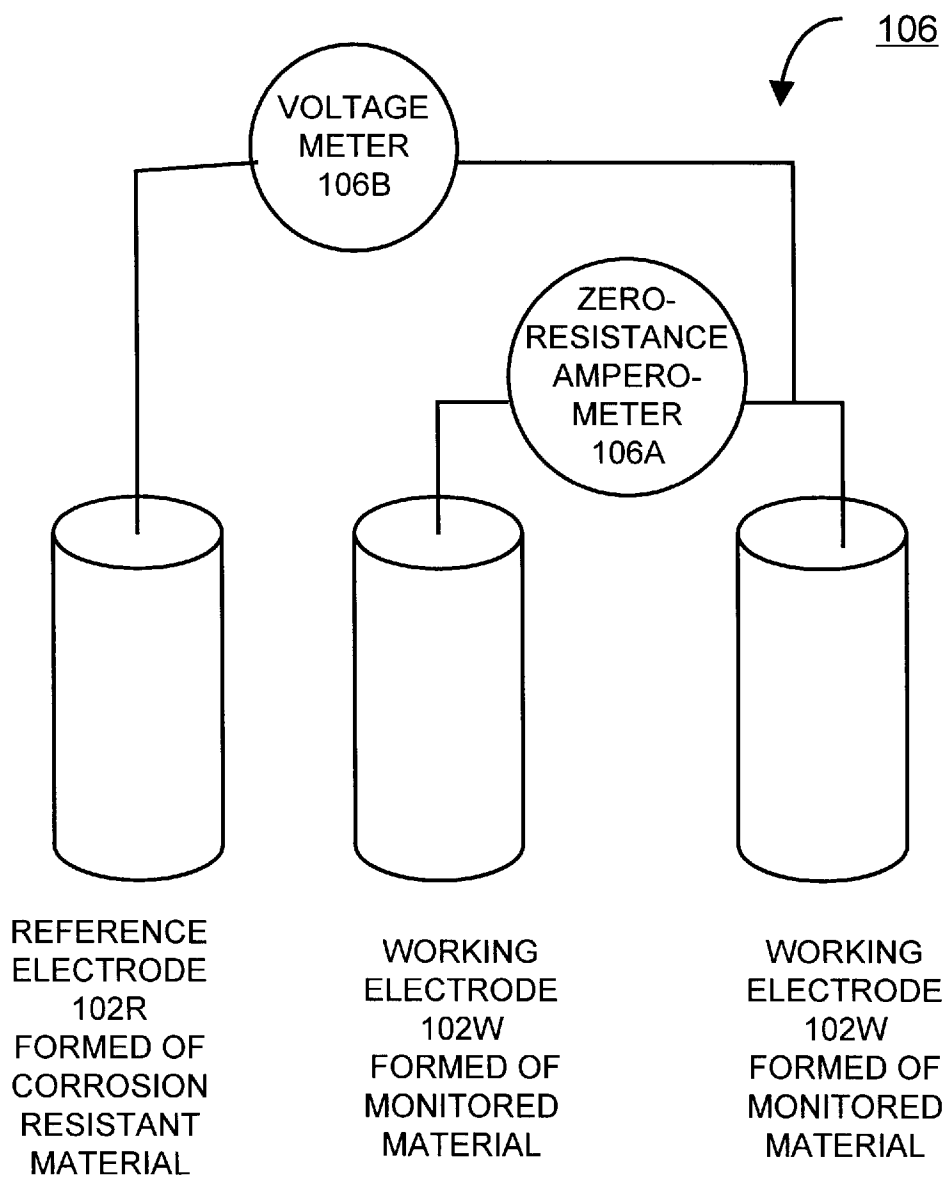 106
VOLTAGE
METER
106B
ZERO-
RESISTANCE
AMPERO-
METER
106A
REFERENCE
ELECTRODE
102R
FORMED OF
CORROSION
RESISTANT
MATERIAL
WORKING
ELECTRODE
102W
FORMED OF
MONITORED
MATERIAL
WORKING
ELECTRODE
102W
FORMED OF
MONITORED
MATERIAL